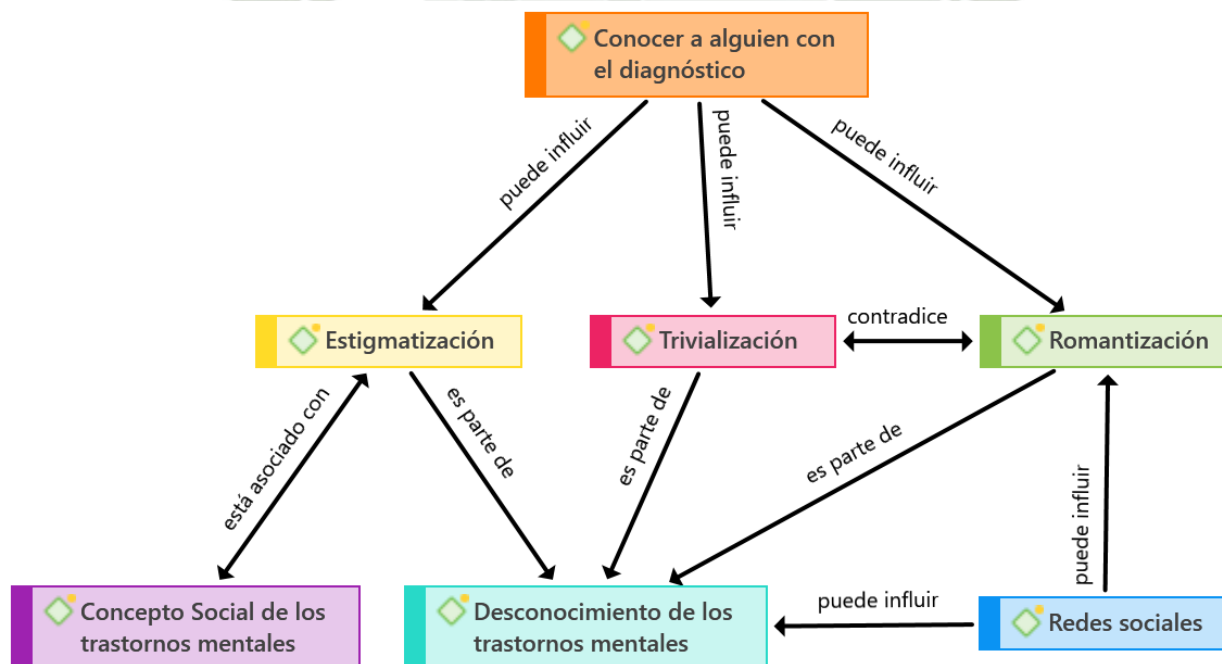 Conocer a alguien con
el diagnóstico
puede influir
puede influir
puede influir
Estigmatización
Trivialización
contradice
Romantización
está asociado con
es parte de
es parte de
es parte de
puede influir
Concepto Social de los
trastornos mentales
Desconocimiento de los
trastornos mentales
puede influir
Redes sociales